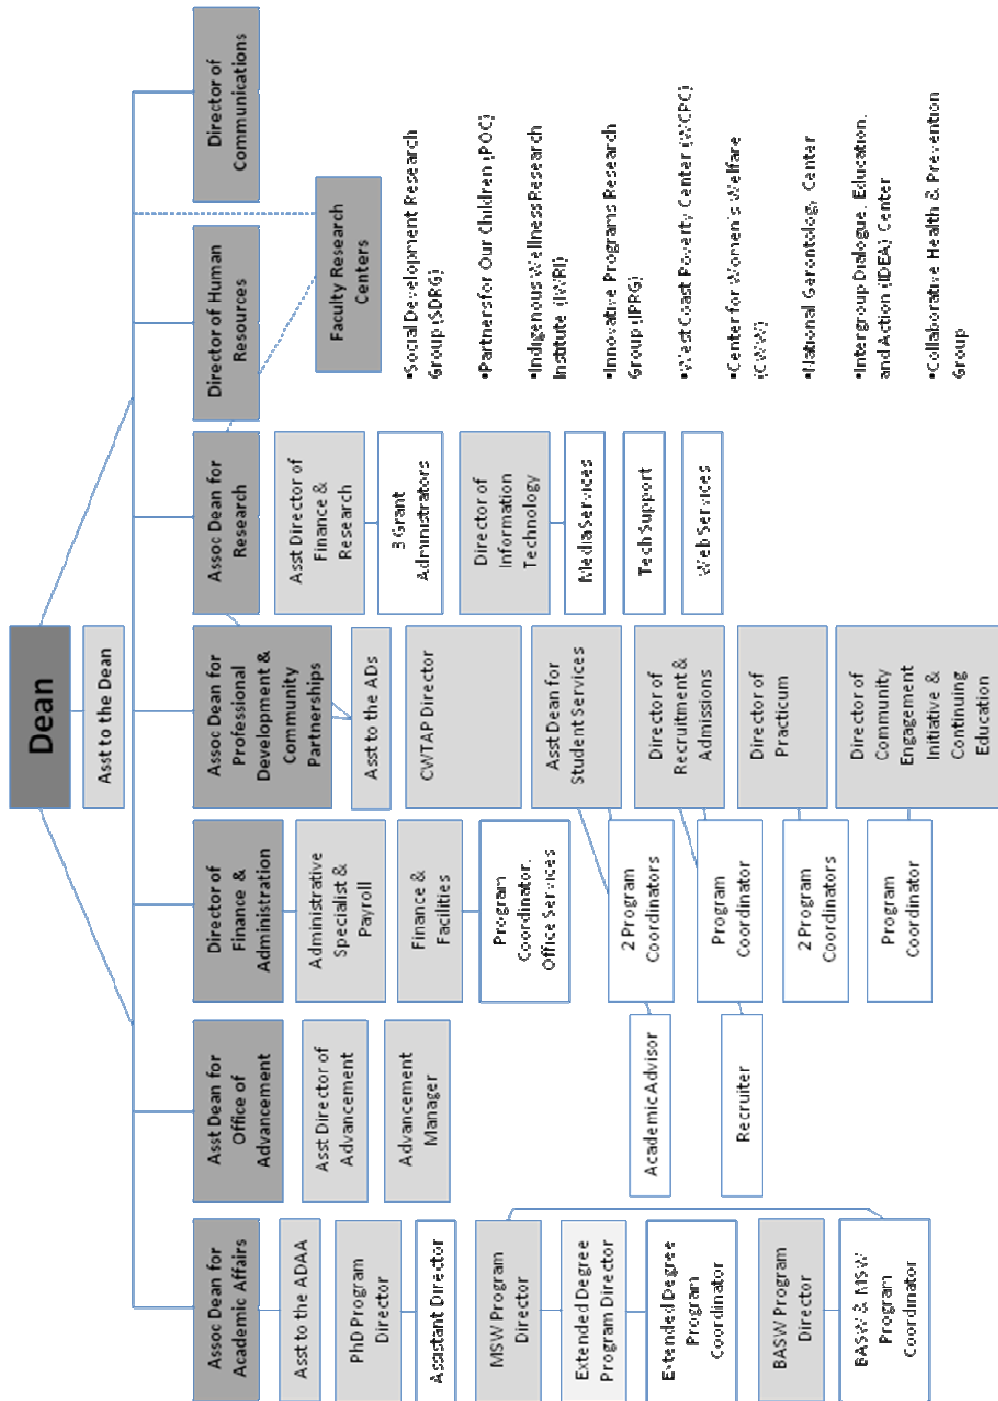 Dean
Asst to the Dean
Assoc Dean for
Academic Affairs
Asst to the ADAA
PhD Program
Director
Assistant Director
MSW Program
Director
Extended Degree
Program Director
Extended Degree
Program
Coordinator
BASW Program
Director
BASW & MSW
Program
Coordinator
Asst Dean for
Office of
Advancement
Asst Director of
Advancement
Advancement
Manager
Director of
Finance &
Administration
Administrative
Specialist &
Payroll
Finance &
Facilities
Program
Coordinator,
Office Services
Assoc Dean for
Professional
Development &
Community
Partnerships
Asst to the ADs
CWTAP Director
Asst Dean for
Student Services
2 Program
Coordinators
Academic Advisor
Director of
Recruitment &
Admissions
Program
Coordinator
Recruiter
Director of
Practicum
2 Program
Coordinators
Director of
Community
Engagement
Initiative &
Continuing
Education
Program
Coordinator
Assoc Dean for
Research
Asst Director of
Finance &
Research
3 Grant
Administrators
Director of
Information
Technology
Media Services
Tech Support
Web Services
Director of Human
Resources
Director of
Communications
Faculty Research
Centers
•Social Development Research
Group (SDRG)
•Partners for Our Children (POC)
•Indigenous Wellness Research
Institute (IWRI)
•Innovative Programs Research
Group (IPRG)
•West Coast Poverty Center (WCPC)
•Center for Women's Welfare
(CWW)
•National Gerontology Center
•Intergroup Dialogue, Education,
and Action (IDEA) Center
•Collaborative Health & Prevention
Group